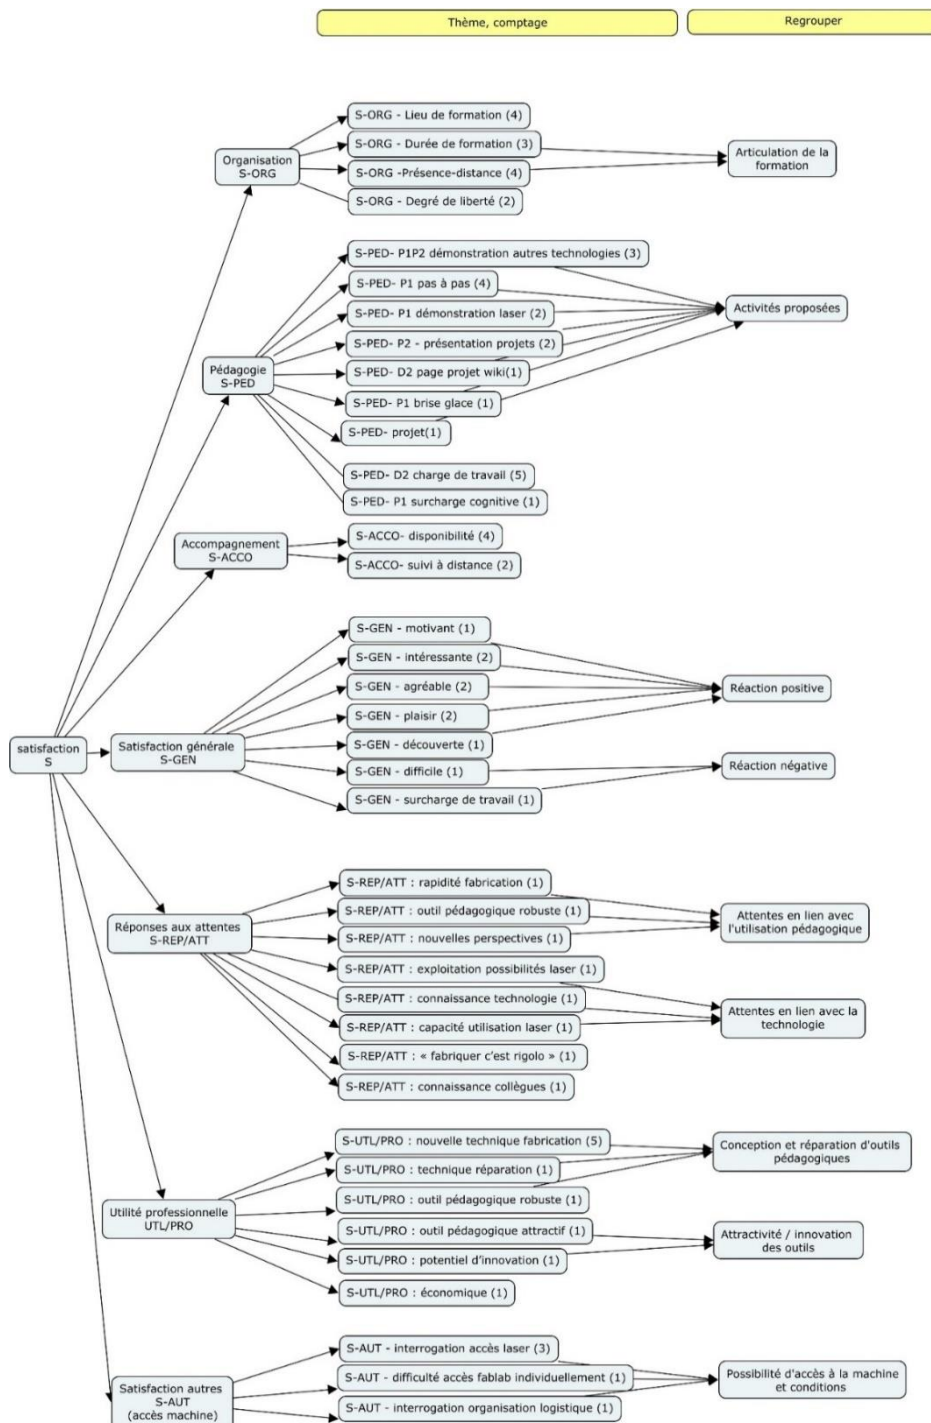 Thème, comptage
Regrouper
S-ORG - Lieu de formation (4)
S-ORG - Durée de formation (3)
Organisation
S-ORG
S-ORG -Présence-distance (4)
Articulation de la
formation
S-ORG - Degré de liberté (2)
S-PED- P1P2 démonstration autres technologies (3)
S-PED- P1 pas à pas (4)
S-PED- P1 démonstration laser (2)
Activités proposées
S-PED- P2 - présentation projets (2)
Pédagogie
S-PED
S-PED- D2 page projet wiki(1)
S-PED- P1 brise glace (1)
S-PED- projet(1)
S-PED- D2 charge de travail (5)
S-PED- P1 surcharge cognitive (1)
Accompagnement
S-ACCO
S-ACCO- disponibilité (4)
S-ACCO- suivi à distance (2)
S-GEN - motivant (1)
S-GEN - intéressante (2)
S-GEN - agréable (2)
Réaction positive
S-GEN - plaisir (2)
satisfaction
S
Satisfaction générale
S-GEN
S-GEN - découverte (1)
S-GEN - difficile (1)
Réaction négative
S-GEN - surcharge de travail (1)
S-REP/ATT : rapidité fabrication (1)
S-REP/ATT : outil pédagogique robuste (1)
Attentes en lien avec
l'utilisation pédagogique
Réponses aux attentes
S-REP/ATT
S-REP/ATT : nouvelles perspectives (1)
S-REP/ATT : exploitation possibilités laser (1)
S-REP/ATT : connaissance technologie (1)
Attentes en lien avec la
technologie
S-REP/ATT : capacité utilisation laser (1)
S-REP/ATT : « fabriquer c'est rigolo » (1)
S-REP/ATT : connaissance collègues (1)
S-UTL/PRO : nouvelle technique fabrication (5)
Conception et réparation d'outils
pédagogiques
S-UTL/PRO : technique réparation (1)
S-UTL/PRO : outil pédagogique robuste (1)
Utilité professionnelle
UTL/PRO
S-UTL/PRO : outil pédagogique attractif (1)
Attractivité / innovation
des outils
S-UTL/PRO : potentiel d'innovation (1)
S-UTL/PRO : économique (1)
S-AUT - interrogation accès laser (3)
S-AUT - difficulté accès fablab individuellement (1)
Possibilité d'accès à la machine
et conditions
Satisfaction autres
S-AUT
(accès machine)
S-AUT - interrogation organisation logistique (1)